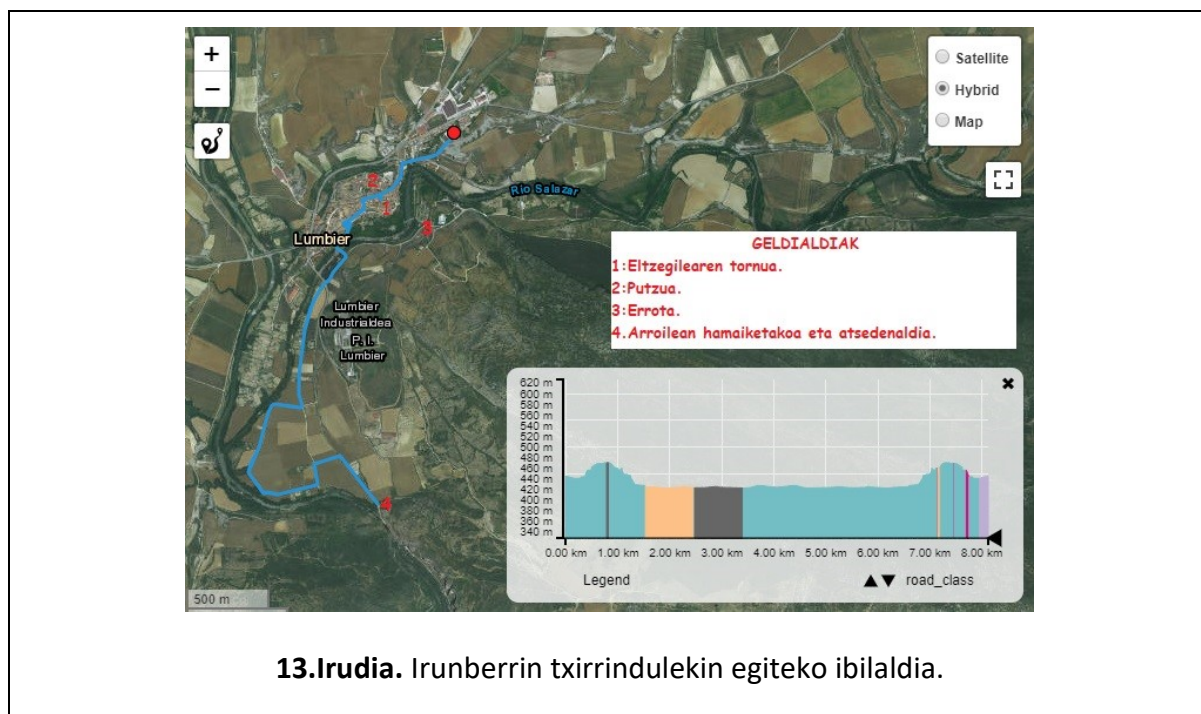 +
−
Satellite
Hybrid
Map
2
1
3
Río Salazar
Lumbier
GELDIALDIAK
1:Eltzegilearen tornua.
2:Putzua.
3:Errota.
4.Arroilean hamaiketakoa eta atsedenaldia.
Lumbier
Industrialdea
P. I.
Lumbier
4
620 m
600 m
580 m
560 m
540 m
520 m
500 m
480 m
460 m
440 m
420 m
400 m
380 m
360 m
340 m
0.00 km 1.00 km 2.00 km 3.00 km 4.00 km 5.00 km 6.00 km 7.00 km 8.00 km
Legend
▲▼ road_class
500 m
13.Irudia. Irunberrin txirrindulekin egiteko ibilaldia.